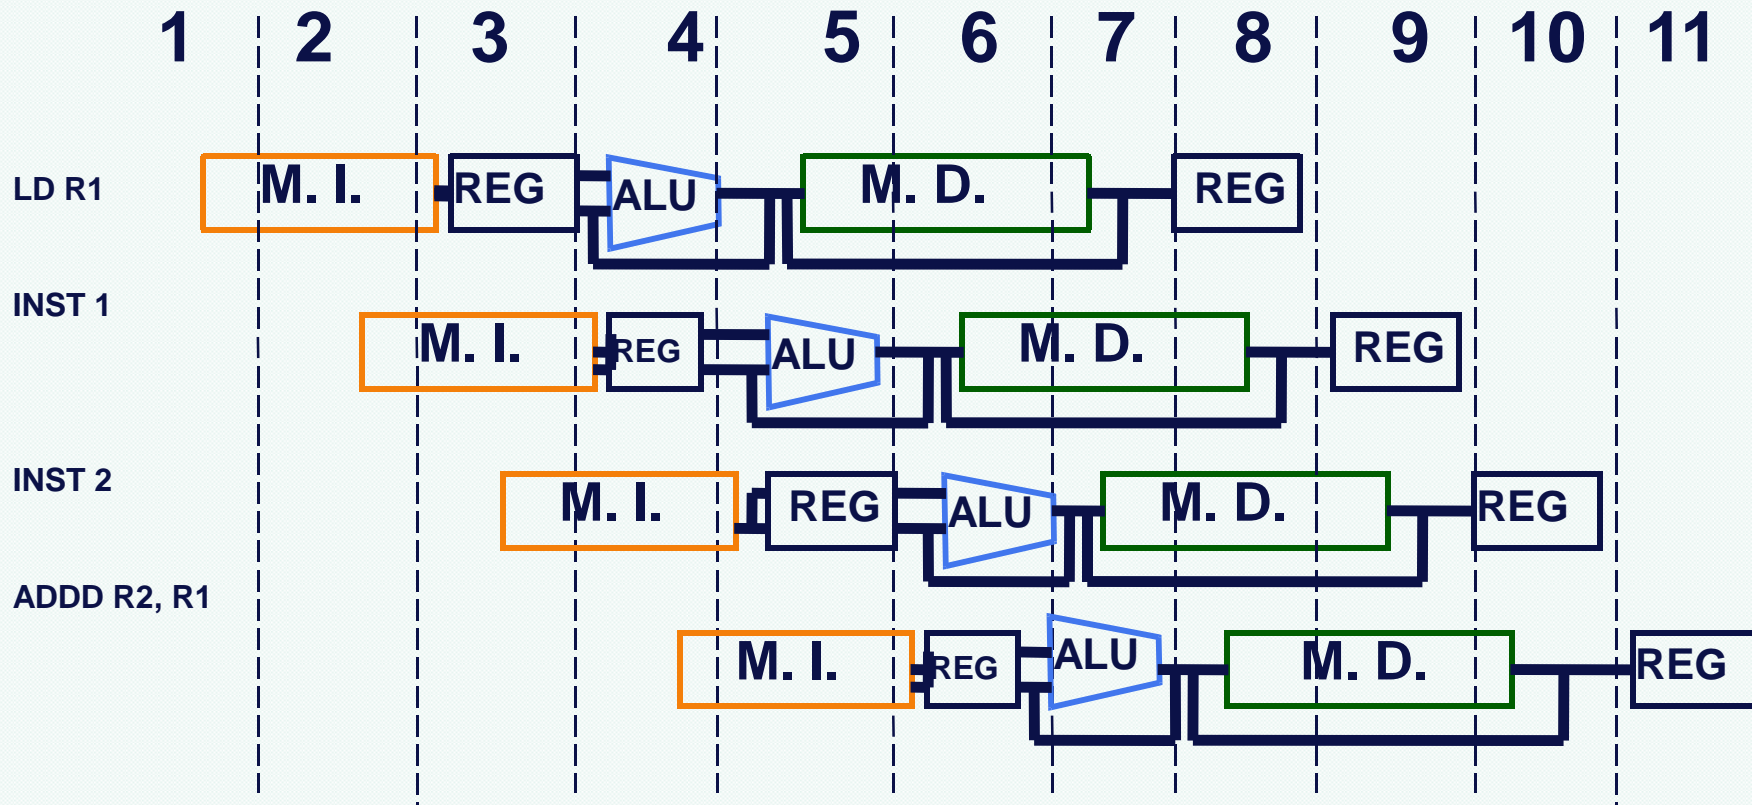 1 2 3 4 5 6 7 8 9 10 11
LD R1 M. I. REG ALU M. D. REG
INST 1 M. I. REG ALU M. D. REG
INST 2 M. I. REG ALU M. D. REG
ADDD R2, R1 M. I. REG ALU M. D. REG